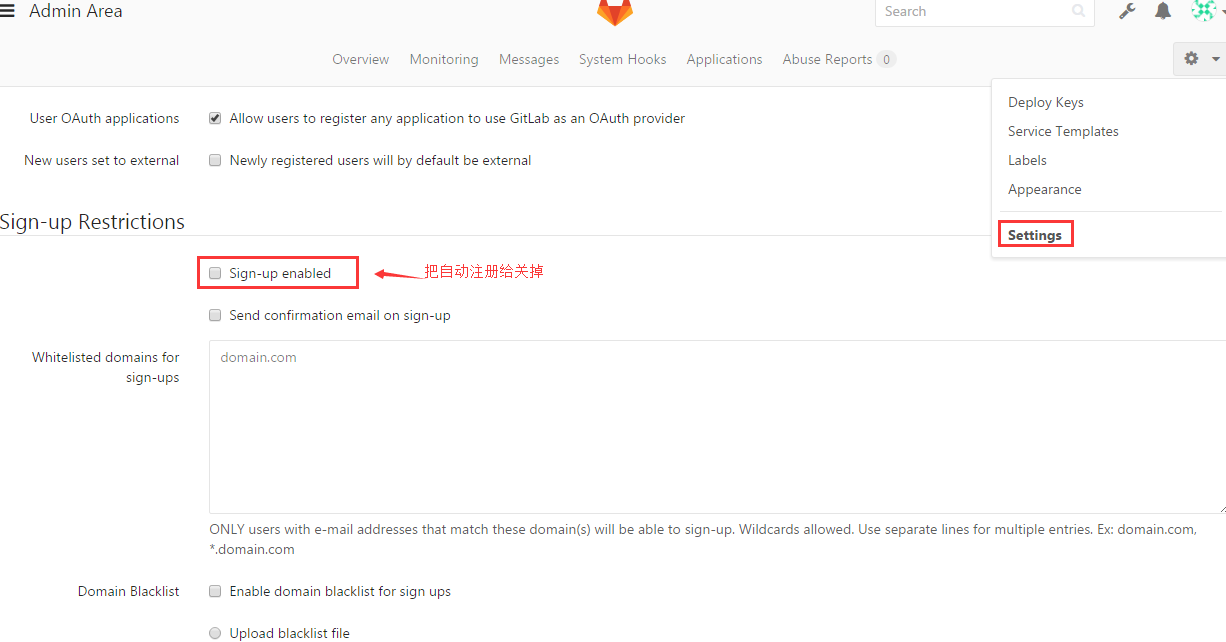 Admin Area
Search
Overview Monitoring Messages System Hooks Applications Abuse Reports 0
Deploy Keys
Service Templates
Labels
Appearance
Settings
User OAuth applications Allow users to register any application to use GitLab as an OAuth provider
New users set to external Newly registered users will by default be external
Sign-up Restrictions
Sign-up enabled 把自动注册给关掉
Send confirmation email on sign-up
Whitelisted domains for
sign-ups
domain.com
ONLY users with e-mail addresses that match these domain(s) will be able to sign-up. Wildcards allowed. Use separate lines for multiple entries. Ex: domain.com,
*.domain.com
Domain Blacklist Enable domain blacklist for sign ups
Upload blacklist file